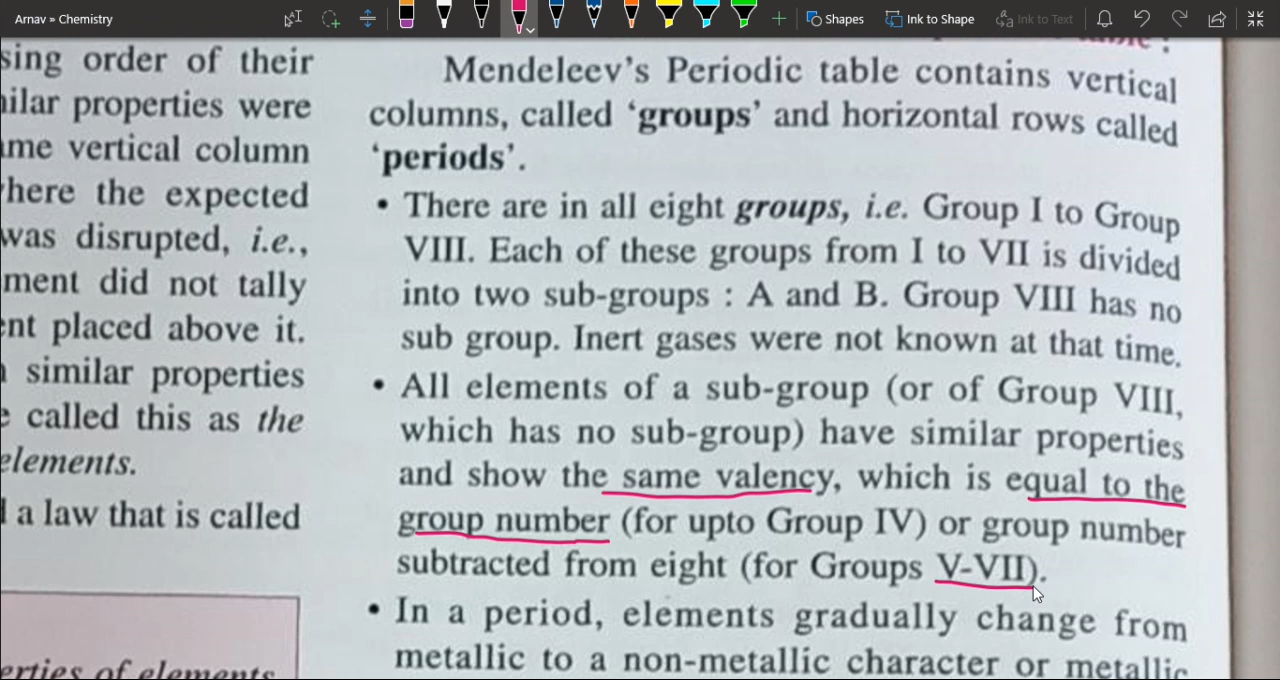 Arnav » Chemistry
Shapes
Ink to Shape
Ink to Text
sing order of their
ilar properties were
me vertical column
here the expected
was disrupted, i.e.,
ment did not tally
ent placed above it.
similar properties
called this as the
elements.
a law that is called
erties of elements
Mendeleev's Periodic table contains vertical
columns, called 'groups' and horizontal rows called
'periods'.
• There are in all eight groups, i.e. Group I to Group
VIII. Each of these groups from I to VII is divided
into two sub-groups : A and B. Group VIII has no
sub group. Inert gases were not known at that time.
• All elements of a sub-group (or of Group VIII,
which has no sub-group) have similar properties
and show the same valency, which is equal to the
group number (for upto Group IV) or group number
subtracted from eight (for Groups V-VII).
• In a period, elements gradually change from
metallic to a non-metallic character or metallic